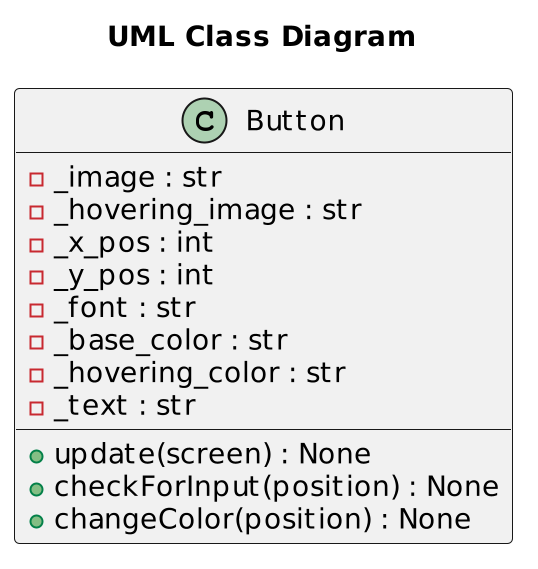 UML Class Diagram
C Button
_image : str
_hovering_image : str
_x_pos : int
_y_pos : int
_font : str
_base_color : str
_hovering_color : str
_text : str
update(screen) : None
checkForInput(position) : None
changeColor(position) : None